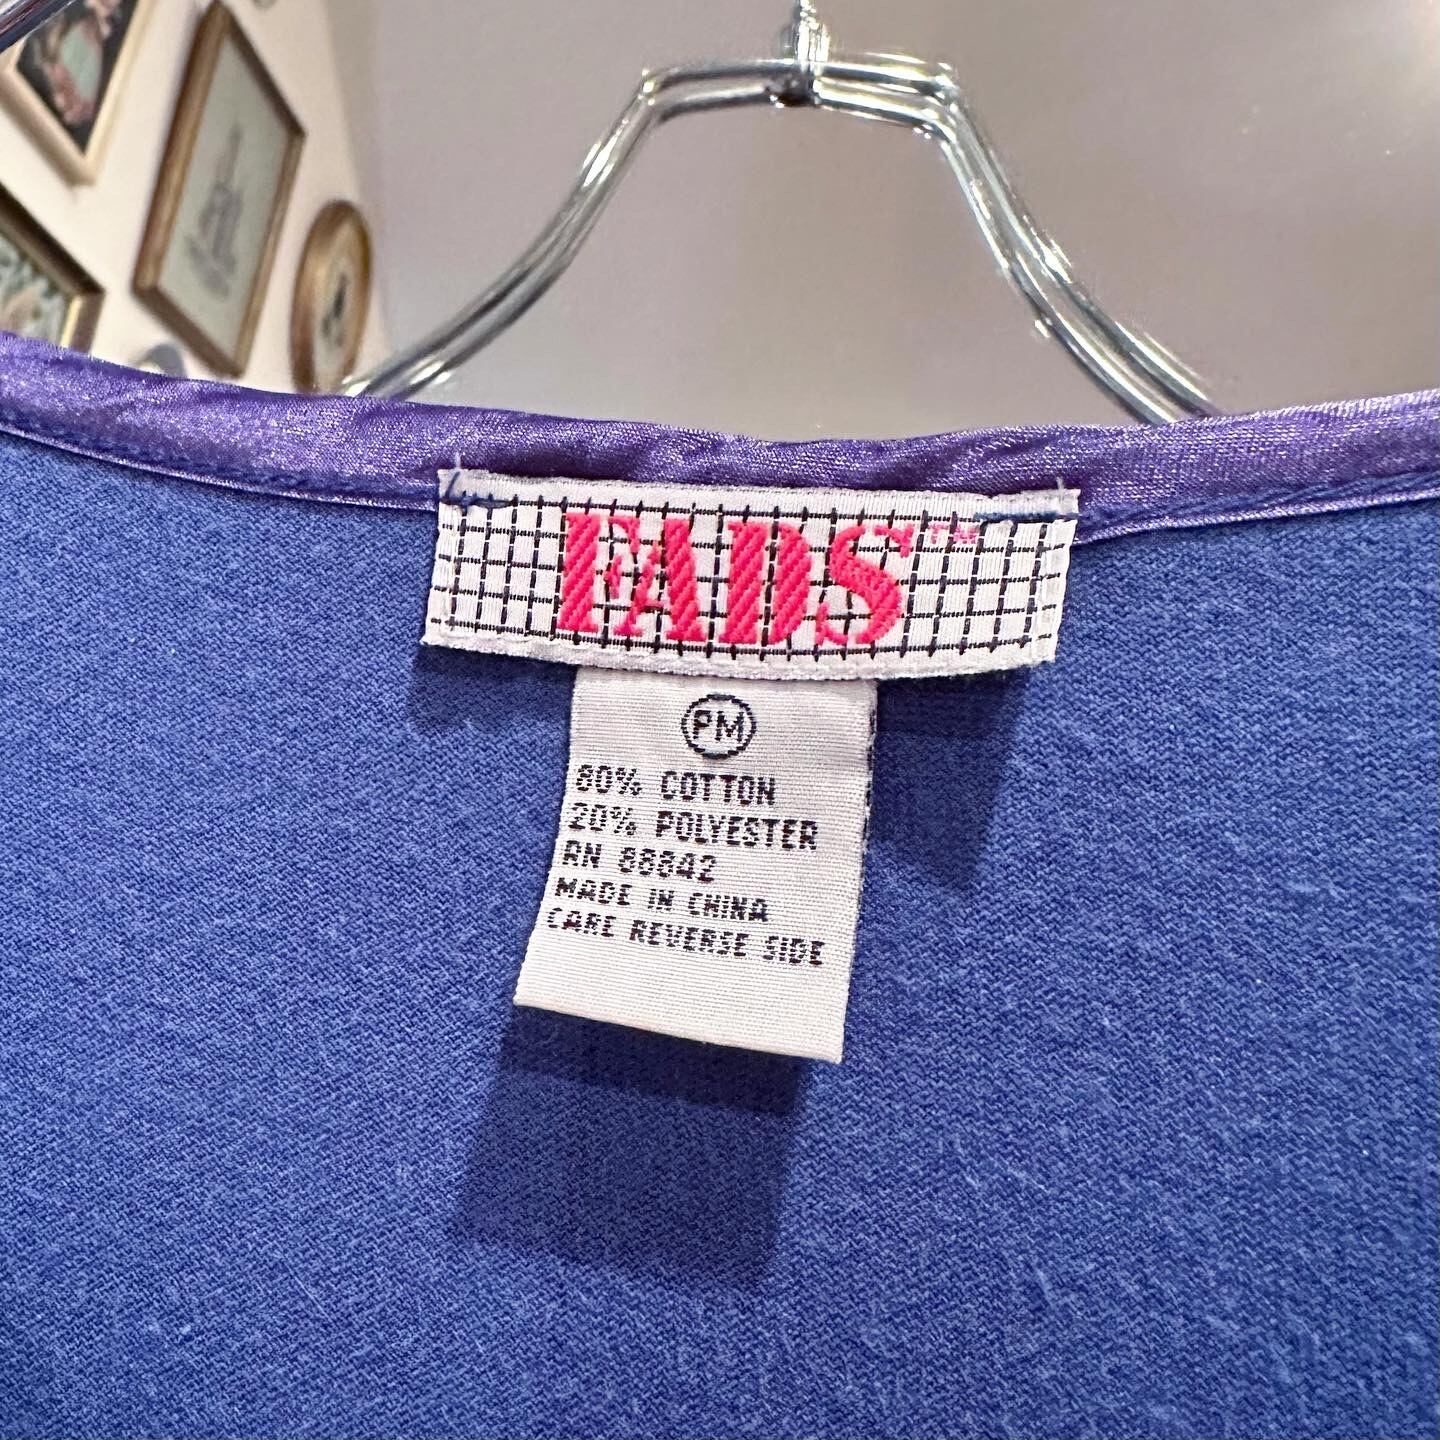 FADS™
PM
80% COTTON
20% POLYESTER
RN 88842
MADE IN CHINA
CARE REVERSE SIDE